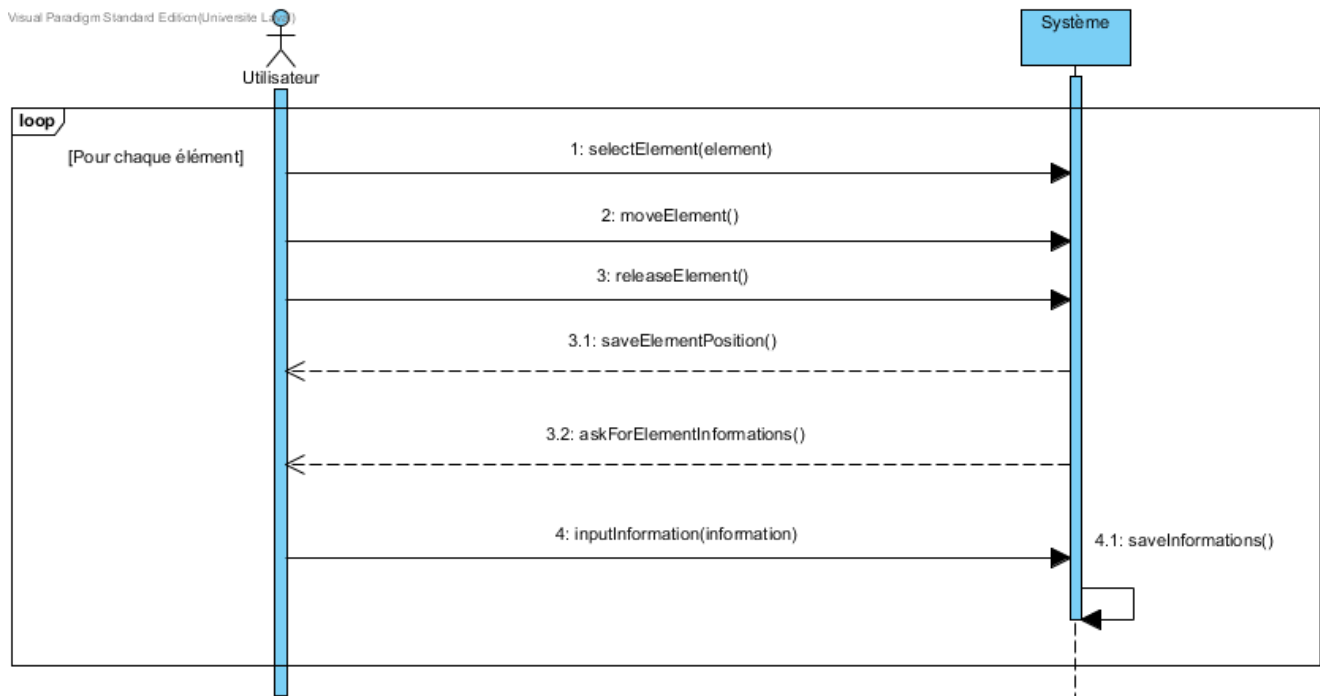 Visual Paradigm Standard Edition(Universite Laval)
Système
Utilisateur
loop
[Pour chaque élément]
1: selectElement(element)
2: moveElement()
3: releaseElement()
3.1: saveElementPosition()
3.2: askForElementInformations()
4: inputInformation(information)
4.1: saveInformations()